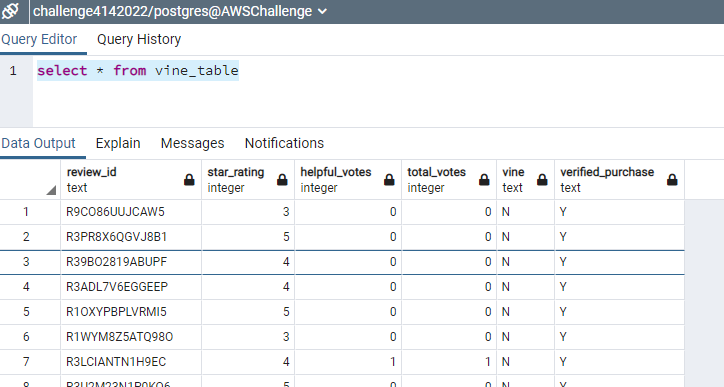 challenge4142022/postgres@AWSChallenge
Query Editor Query History
1 select * from vine_table
Data Output Explain Messages Notifications
review_id star_rating helpful_votes total_votes vine verified_purchase
text integer integer integer text text
1 R9CO86UUJCAW5 3 0 0 N Y
2 R3PR8X6QGVJ8B1 5 0 0 N Y
3 R39BO2819ABUPF 4 0 0 N Y
4 R3ADL7V6EGGEEP 4 0 0 N Y
5 R1OXYPBPLVRMI5 5 0 0 N Y
6 R1WYM8Z5ATQ98O 3 0 0 N Y
7 R3LCIANTN1H9EC 4 1 1 N Y
8 5 0 0 N Y